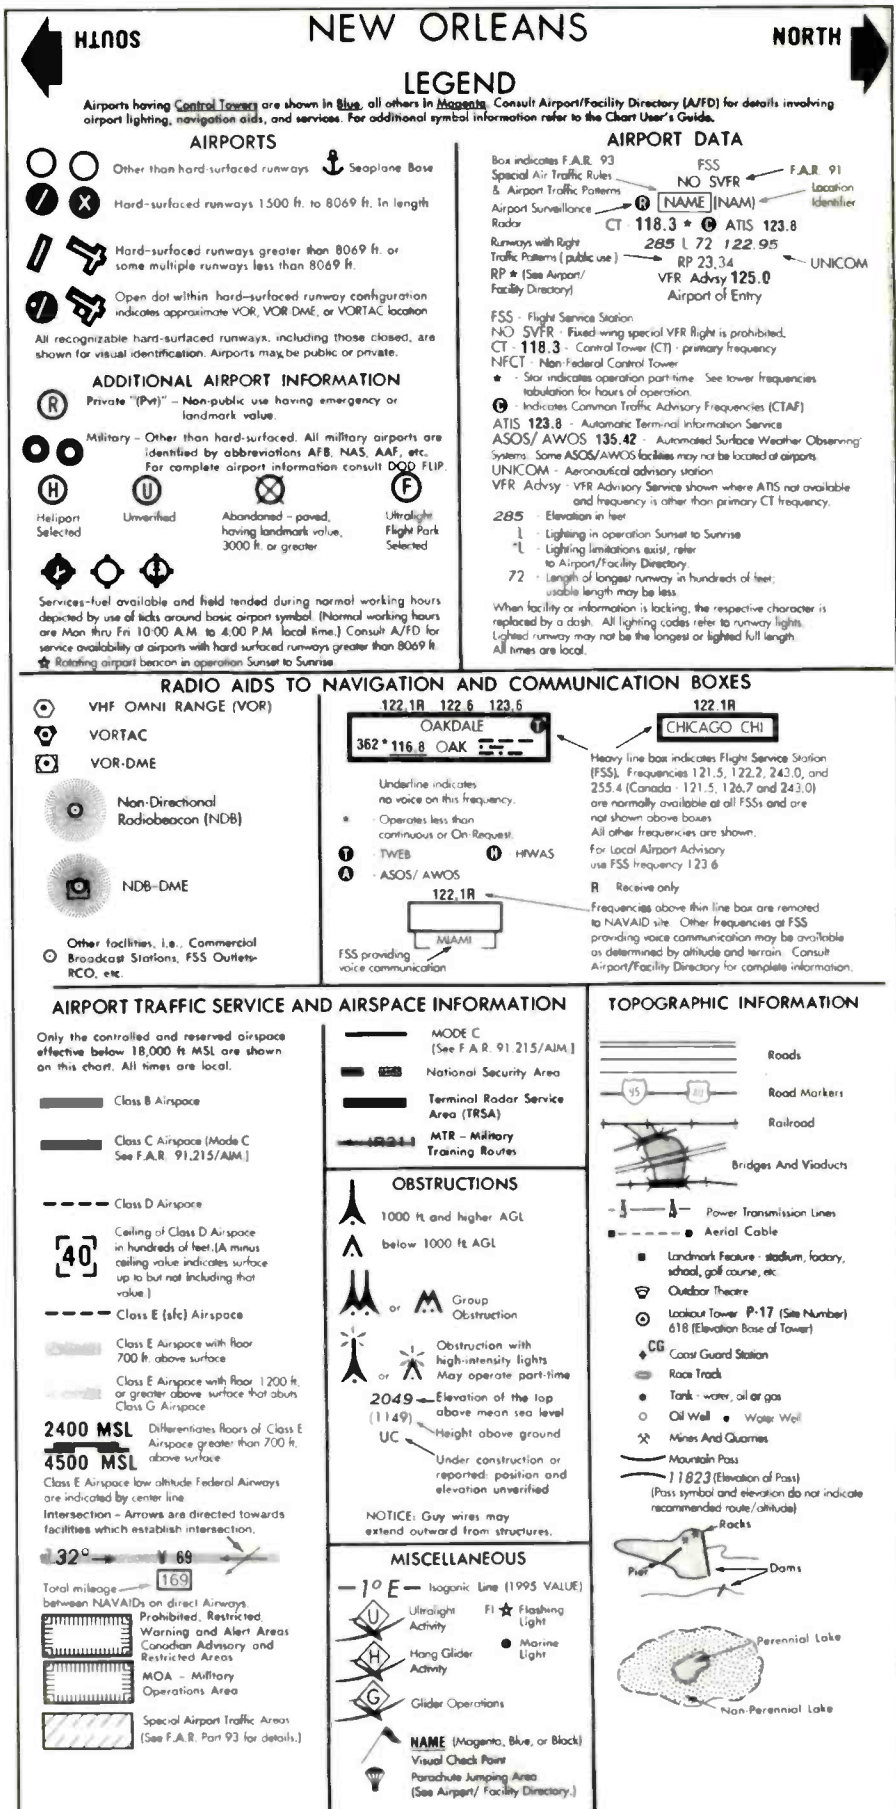 SOUTH
NEW ORLEANS
NORTH
LEGEND
Airports having Control Towers are shown in Blue, all others in Magenta. Consult Airport/Facility Directory (A/FD) for details involving
airport lighting, navigation aids, and services. For additional symbol information refer to the Chart User's Guide.
AIRPORTS
Other than hard-surfaced runways
Seaplane Base
Hard-surfaced runways 1500 ft. to 8069 ft. in length
Hard-surfaced runways greater than 8069 ft. or
some multiple runways less than 8069 ft.
Open dot within hard-surfaced runway configuration
indicates approximate VOR, VOR-DME, or VORTAC location
All recognizable hard-surfaced runways, including those closed, are
shown for visual identification. Airports may be public or private.
ADDITIONAL AIRPORT INFORMATION
R
Private "(Pvt)" – Non-public use having emergency or
landmark value.
Military – Other than hard-surfaced. All military airports are
identified by abbreviations AFB, NAS, AAF, etc.
For complete airport information consult DOD FLIP.
H
U
F
Heliport
Selected
Unverified
Abandoned – paved,
having landmark value,
3000 ft. or greater
Ultralight
Flight Park
Selected
Services–fuel available and field tended during normal working hours
depicted by use of ticks around basic airport symbol. (Normal working hours
are Mon thru Fri 10:00 A.M. to 4:00 P.M. local time.) Consult A/FD for
service availability at airports with hard surfaced runways greater than 8069 ft.
Rotating airport beacon in operation Sunset to Sunrise
AIRPORT DATA
Box indicates F.A.R. 93
Special Air Traffic Rules
& Airport Traffic Patterns
Airport Surveillance
Radar
Runways with Right
Traffic Patterns (public use)
RP * (See Airport/
Facility Directory)
FSS
NO SVFR
R NAME (NAM)
CT - 118.3 * C ATIS 123.8
285 L 72 122.95
RP 23,34
VFR Advsy 125.0
Airport of Entry
F.A.R. 91
Location
Identifier
UNICOM
FSS - Flight Service Station
NO SVFR - Fixed-wing special VFR flight is prohibited.
CT - 118.3 - Control Tower (CT) - primary frequency
NFCT - Non-Federal Control Tower
* - Star indicates operation part-time. See tower frequencies
tabulation for hours of operation.
C - Indicates Common Traffic Advisory Frequencies (CTAF)
ATIS 123.8 - Automatic Terminal Information Service
ASOS/ AWOS 135.42 - Automated Surface Weather Observing
Systems. Some ASOS/AWOS facilities may not be located at airports.
UNICOM - Aeronautical advisory station
VFR Advsy - VFR Advisory Service shown where ATIS not available
and frequency is other than primary CT frequency.
285 - Elevation in feet
L - Lighting in operation Sunset to Sunrise
*L - Lighting limitations exist, refer
to Airport/Facility Directory.
72 - Length of longest runway in hundreds of feet;
usable length may be less.
When facility or information is lacking, the respective character is
replaced by a dash. All lighting codes refer to runway lights.
Lighted runway may not be the longest or lighted full length.
All times are local.
RADIO AIDS TO NAVIGATION AND COMMUNICATION BOXES
VHF OMNI RANGE (VOR)
VORTAC
VOR-DME
Non-Directional
Radiobeacon (NDB)
NDB-DME
Other facilities, i.e., Commercial
Broadcast Stations, FSS Outlets-
RCO, etc.
122.1R 122.6 123.6
OAKDALE T
362 * 116.8 OAK
Underline indicates
no voice on this frequency.
* - Operates less than
continuous or On-Request.
T - TWEB
H - HIWAS
A - ASOS/ AWOS
122.1R
MIAMI
FSS providing
voice communication
122.1R
CHICAGO CHI
Heavy line box indicates Flight Service Station
(FSS). Frequencies 121.5, 122.2, 243.0, and
255.4 (Canada - 121.5, 126.7 and 243.0)
are normally available at all FSSs and are
not shown above boxes.
All other frequencies are shown.
For Local Airport Advisory
use FSS frequency 123.6
R Receive only
Frequencies above thin line box are remoted
to NAVAID site. Other frequencies at FSS
providing voice communication may be available
as determined by altitude and terrain. Consult
Airport/Facility Directory for complete information.
AIRPORT TRAFFIC SERVICE AND AIRSPACE INFORMATION
Only the controlled and reserved airspace
effective below 18,000 ft MSL are shown
on this chart. All times are local.
Class B Airspace
Class C Airspace (Mode C
See F.A.R. 91.215/AIM.)
Class D Airspace
40
Ceiling of Class D Airspace
in hundreds of feet. (A minus
ceiling value indicates surface
up to but not including that
value.)
Class E (sfc) Airspace
Class E Airspace with floor
700 ft. above surface
Class E Airspace with floor 1200 ft.
or greater above surface that abuts
Class G Airspace
2400 MSL
4500 MSL
Differentiates floors of Class E
Airspace greater than 700 ft.
above surface
Class E Airspace low altitude Federal Airways
are indicated by center line
Intersection – Arrows are directed towards
facilities which establish intersection.
132°
V 69
169
Total mileage
between NAVAIDs on direct Airways.
Prohibited, Restricted,
Warning and Alert Areas
Canadian Advisory and
Restricted Areas
MOA – Military
Operations Area
Special Airport Traffic Areas
(See F.A.R. Part 93 for details.)
MODE C
(See F.A.R. 91.215/AIM.)
National Security Area
Terminal Radar Service
Area (TRSA)
IR211
MTR – Military
Training Routes
OBSTRUCTIONS
1000 ft and higher AGL
below 1000 ft AGL
or
Group
Obstruction
or
Obstruction with
high-intensity lights
May operate part-time
2049
Elevation of the top
above mean sea level
(1149)
Height above ground
UC
Under construction or
reported: position and
elevation unverified
NOTICE: Guy wires may
extend outward from structures.
MISCELLANEOUS
1° E
Isogonic Line (1995 VALUE)
U
Ultralight
Activity
Fl
Flashing
Light
H
Hang Glider
Activity
Marine
Light
G
Glider Operations
NAME (Magenta, Blue, or Black)
Visual Check Point
Parachute Jumping Area
(See Airport/ Facility Directory.)
TOPOGRAPHIC INFORMATION
Roads
45
80
Road Markers
Railroad
Bridges And Viaducts
Power Transmission Lines
Aerial Cable
Landmark Feature - stadium, factory,
school, golf course, etc.
Outdoor Theatre
Lookout Tower P-17 (Site Number)
618 (Elevation Base of Tower)
CG
Coast Guard Station
Race Track
Tank - water, oil or gas
Oil Well
Water Well
Mines And Quarries
Mountain Pass
11823 (Elevation of Pass)
(Pass symbol and elevation do not indicate
recommended route/altitude)
Rocks
Pier
Dams
Perennial Lake
Non-Perennial Lake